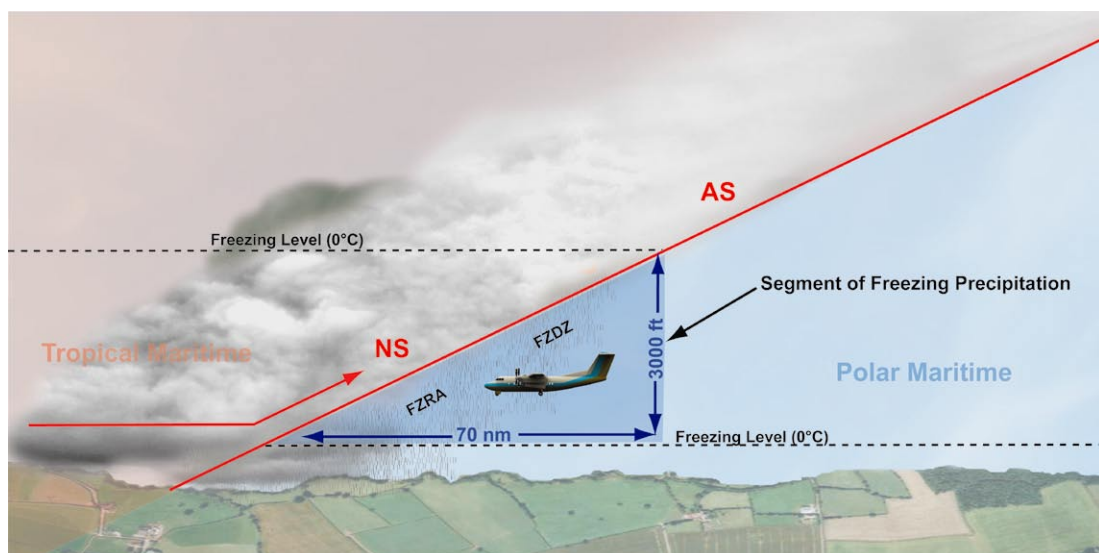 AS
Freezing Level (0°C)
Segment of Freezing Precipitation
FZDZ
Tropical Maritime
NS
3000 ft
Polar Maritime
FZRA
70 nm
Freezing Level (0°C)